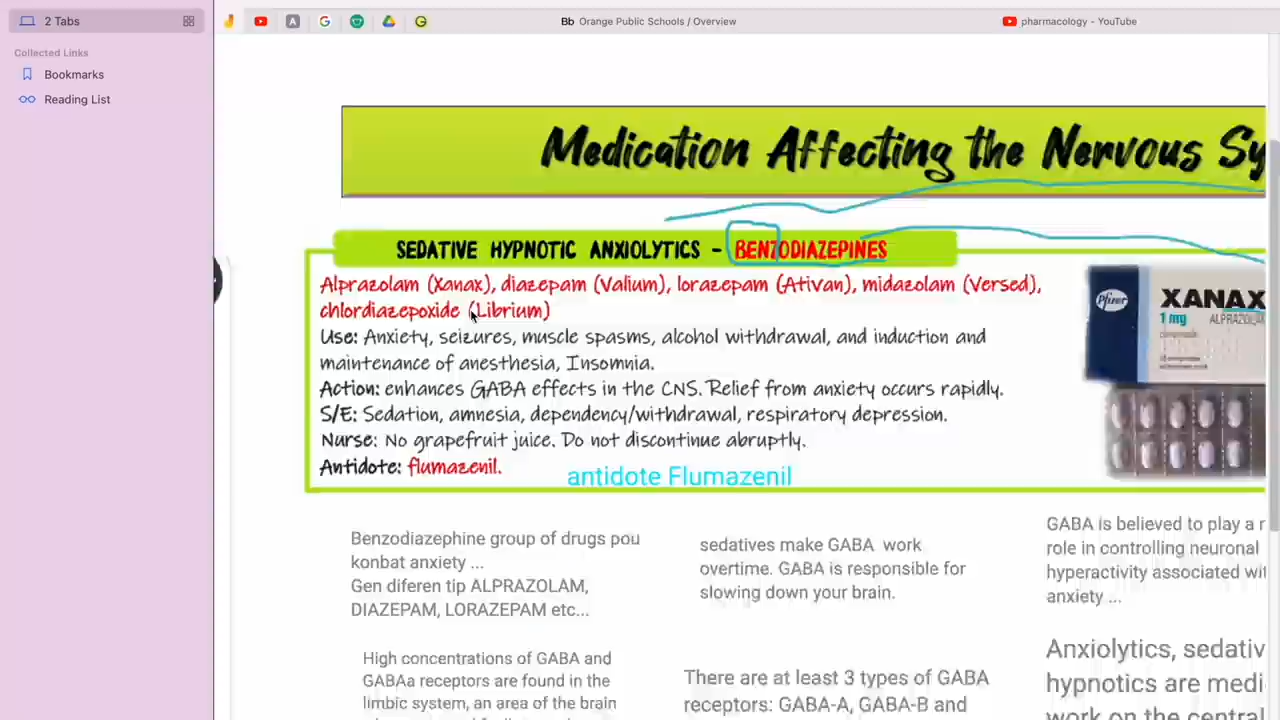 2 Tabs
Bb Orange Public Schools / Overview
pharmacology - YouTube
Collected Links
Bookmarks
Reading List
Medication Affecting the Nervous Sy
SEDATIVE HYPNOTIC ANXIOLYTICS - BENZODIAZEPINES
Alprazolam (Xanax), diazepam (Valium), lorazepam (Ativan), midazolam (Versed),
chlordiazepoxide (Librium)
Use: Anxiety, seizures, muscle spasms, alcohol withdrawal, and induction and
maintenance of anesthesia, Insomnia.
Action: enhances GABA effects in the CNS. Relief from anxiety occurs rapidly.
S/E: Sedation, amnesia, dependency/withdrawal, respiratory depression.
Nurse: No grapefruit juice. Do not discontinue abruptly.
Antidote: flumazenil.
antidote Flumazenil
Pfizer
XANAX
1 mg
Benzodiazephine group of drugs pou
konbat anxiety ...
Gen diferen tip ALPRAZOLAM,
DIAZEPAM, LORAZEPAM etc...
sedatives make GABA work
overtime. GABA is responsible for
slowing down your brain.
GABA is believed to play a r
role in controlling neuronal
hyperactivity associated wit
anxiety ...
High concentrations of GABA and
GABAa receptors are found in the
limbic system, an area of the brain
There are at least 3 types of GABA
receptors: GABA-A, GABA-B and
Anxiolytics, sedativ
hypnotics are medi
work on the central